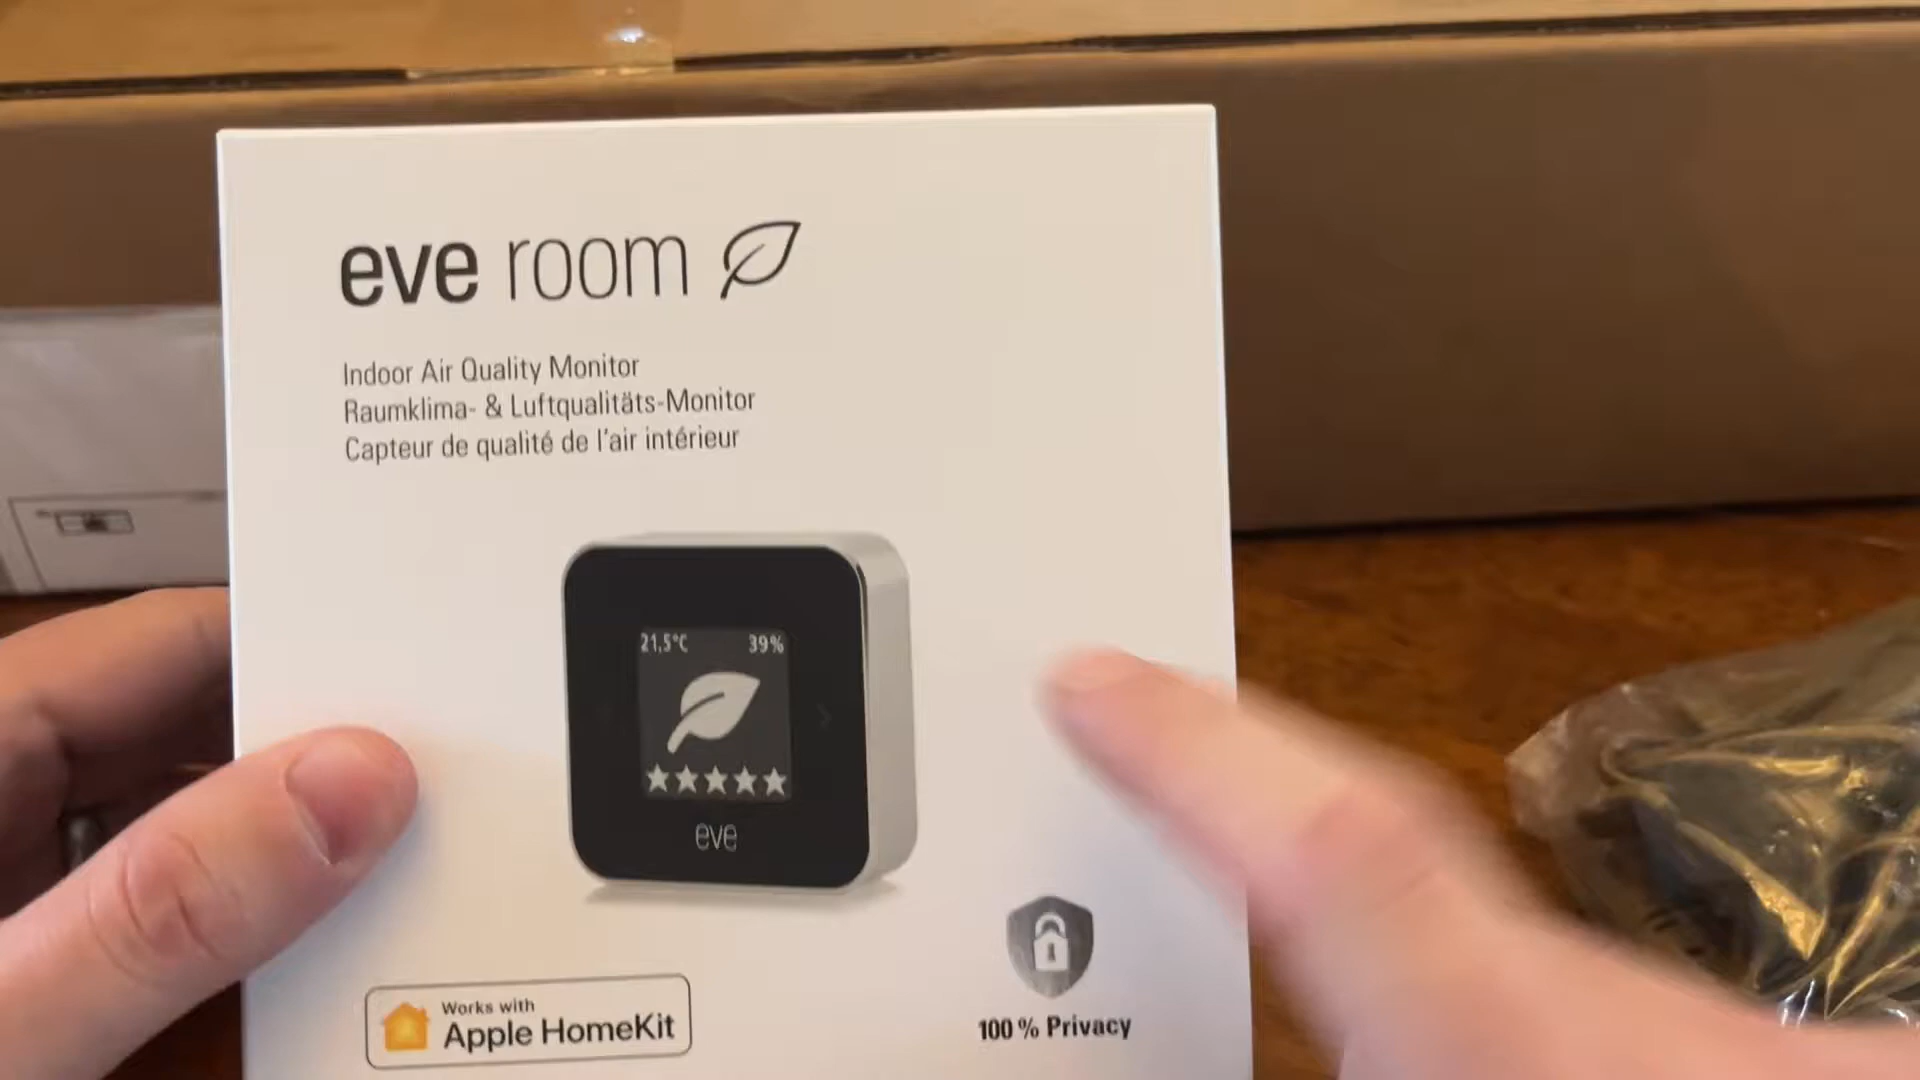 eve room
Indoor Air Quality Monitor
Raumklima- & Luftqualitäts-Monitor
Capteur de qualité de l'air intérieur
21,5°C 39%
eve
Works with
Apple HomeKit
100 % Privacy